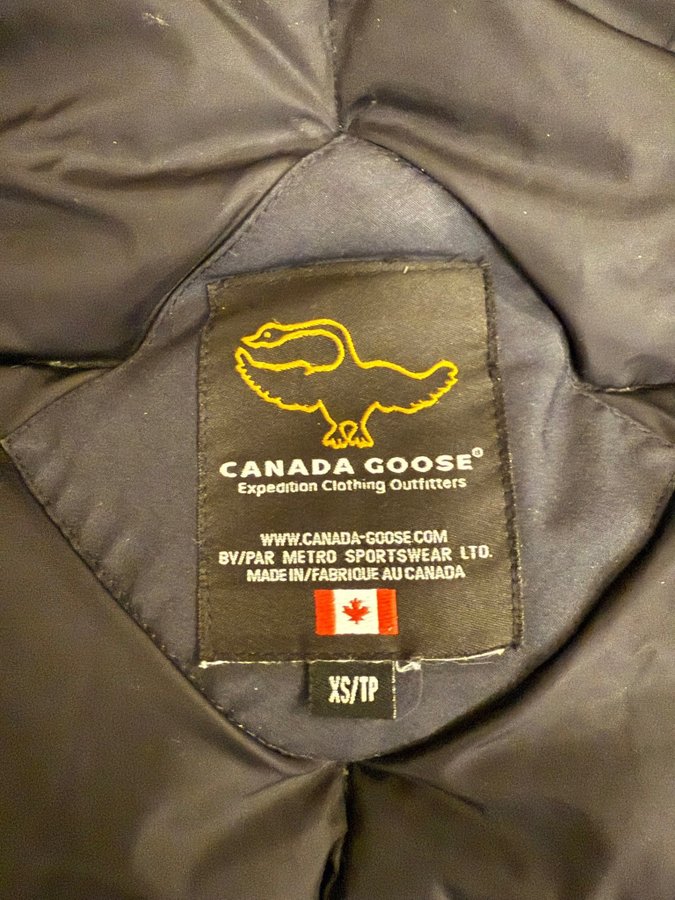 CANADA GOOSE®
Expedition Clothing Outfitters
WWW.CANADA-GOOSE.COM
BY/PAR METRO SPORTSWEAR LTD.
MADE IN/FABRIQUE AU CANADA
XS/TP